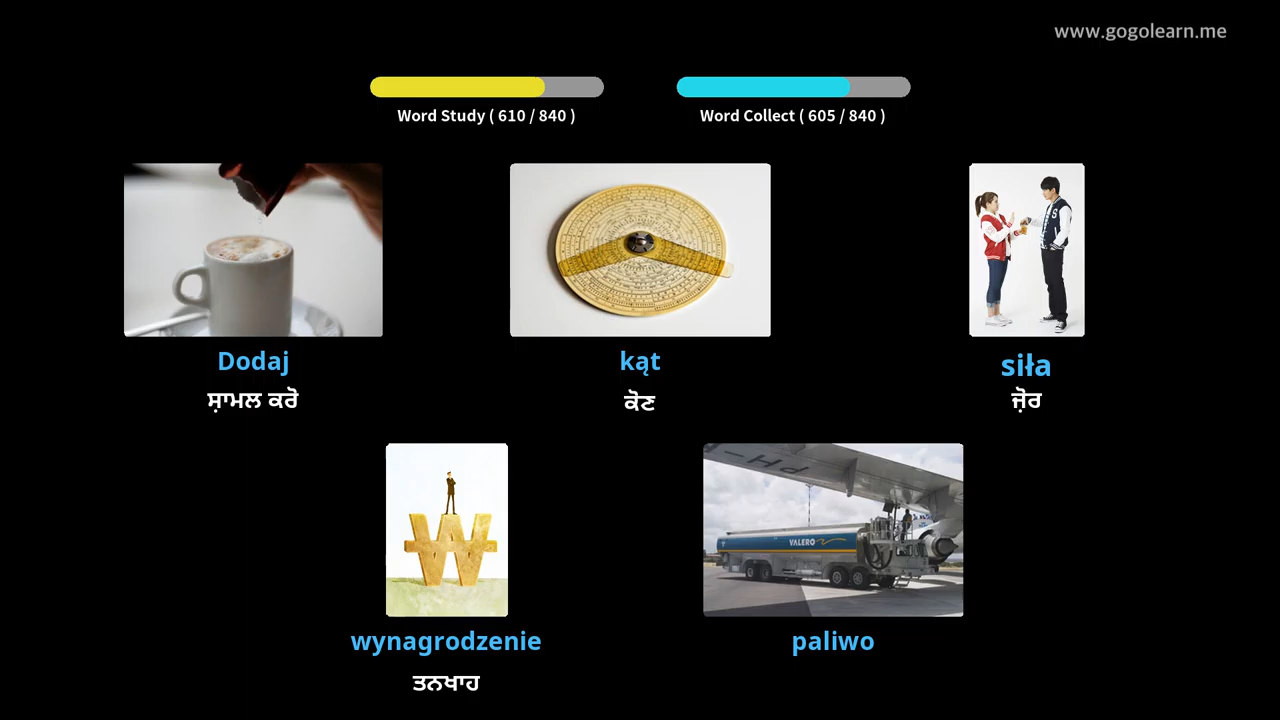 www.gogolearn.me
Word Study ( 610 / 840 )
Word Collect ( 605 / 840 )
Dodaj
ਸ਼ਾਮਲ ਕਰੋ
kąt
ਕੋਣ
siła
ਜ਼ੋਰ
VALERO
wynagrodzenie
ਤਨਖਾਹ
paliwo